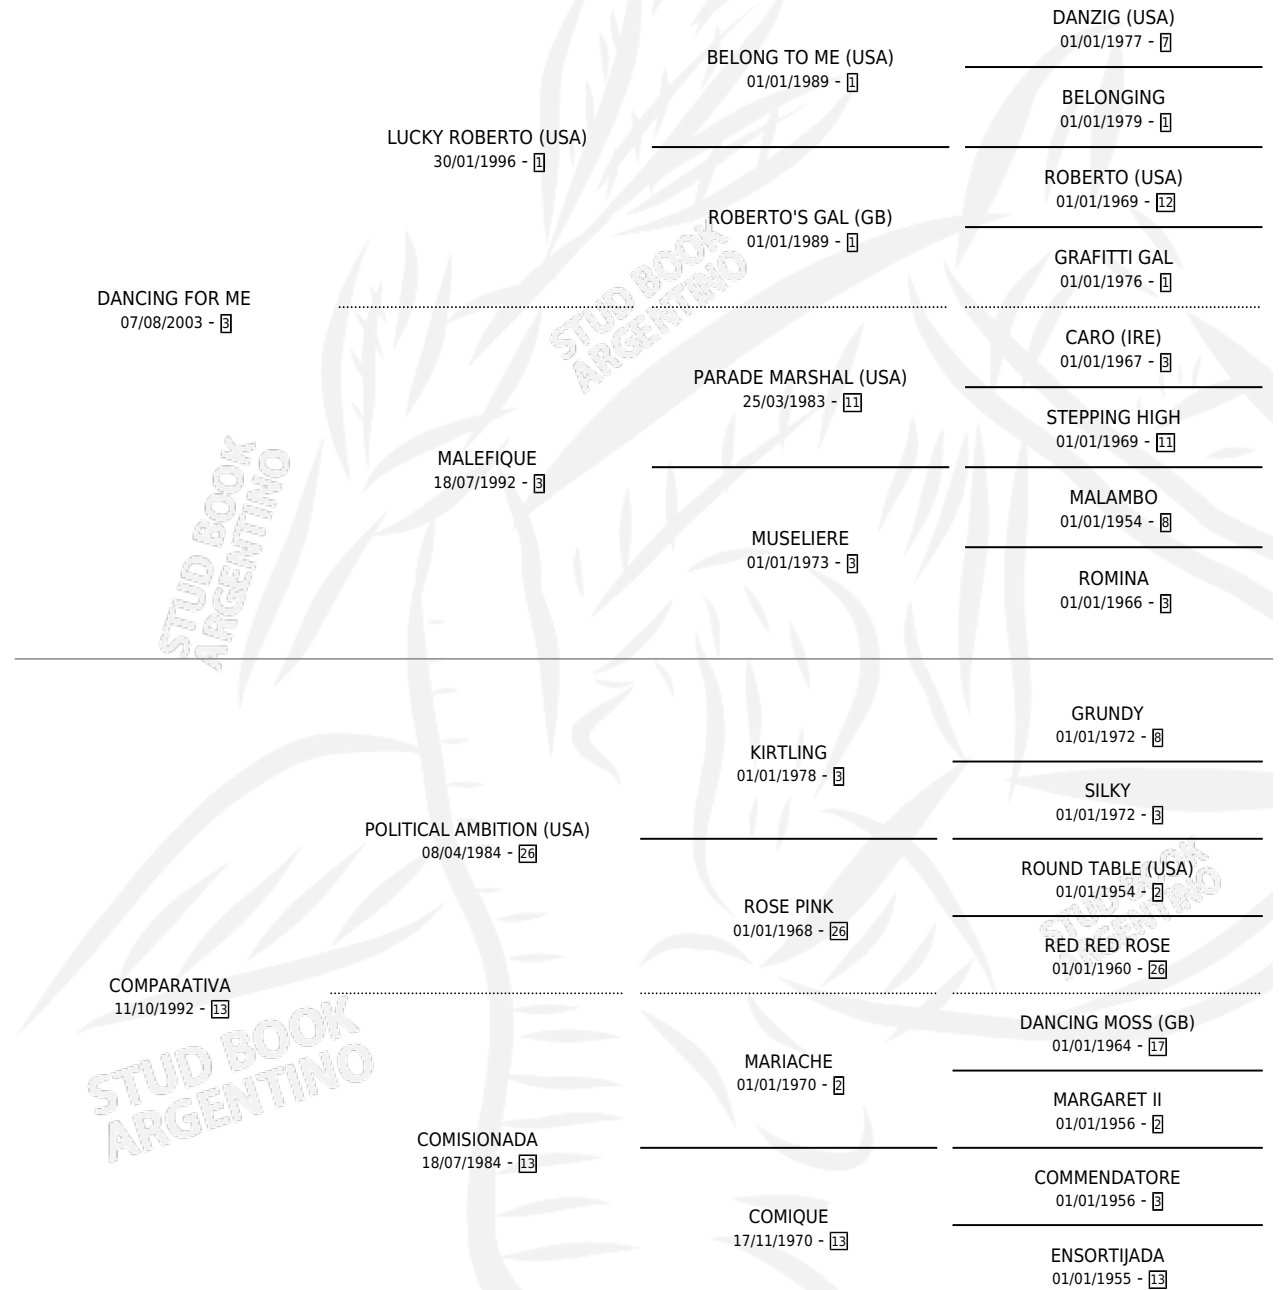 DANZIG (USA)
01/01/1977 - 7
BELONG TO ME (USA)
01/01/1989 - 1
BELONGING
01/01/1979 - 1
LUCKY ROBERTO (USA)
30/01/1996 - 1
ROBERTO (USA)
01/01/1969 - 12
ROBERTO'S GAL (GB)
01/01/1989 - 1
GRAFITTI GAL
01/01/1976 - 1
DANCING FOR ME
07/08/2003 - 3
STUD BOOK
ARGENTINO
CARO (IRE)
01/01/1967 - 3
PARADE MARSHAL (USA)
25/03/1983 - 11
STEPPING HIGH
01/01/1969 - 11
MALEFIQUE
18/07/1992 - 3
MALAMBO
01/01/1954 - 8
MUSELIERE
01/01/1973 - 3
ROMINA
01/01/1966 - 3
STUD BOOK
ARGENTINO
GRUNDY
01/01/1972 - 8
KIRTLING
01/01/1978 - 3
SILKY
01/01/1972 - 3
POLITICAL AMBITION (USA)
08/04/1984 - 26
ROUND TABLE (USA)
01/01/1954 - 2
STUD BOOK
ARGENTINO
ROSE PINK
01/01/1968 - 26
RED RED ROSE
01/01/1960 - 26
COMPARATIVA
11/10/1992 - 13
STUD BOOK
ARGENTINO
DANCING MOSS (GB)
01/01/1964 - 17
MARIACHE
01/01/1970 - 2
MARGARET II
01/01/1956 - 2
COMISIONADA
18/07/1984 - 13
COMMENDATORE
01/01/1956 - 3
COMIQUE
17/11/1970 - 13
ENSORTIJADA
01/01/1955 - 13